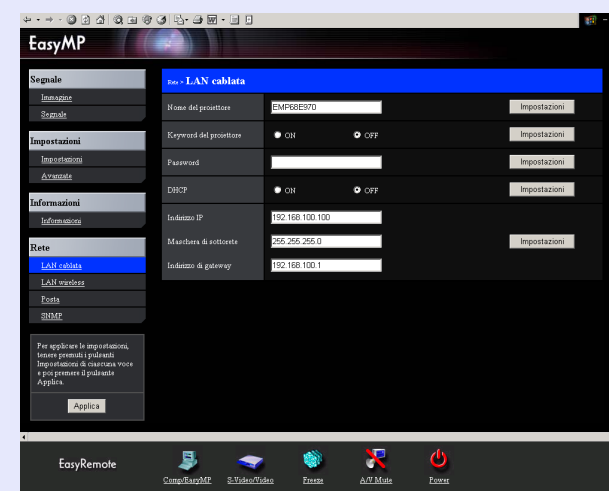 EasyMP
Segnale
Immagine
Segnale
Impostazioni
Impostazioni
Avanzate
Informazioni
Informazioni
Rete
LAN cablata
LAN wireless
Posta
SNMP
Per applicare le impostazioni,
tenere premuti i pulsanti
Impostazioni di ciascuna voce
e poi premere il pulsante
Applica.
Applica
Rete > LAN cablata
Nome del proiettore EMP68E970 Impostazioni
Keyword del proiettore ON OFF Impostazioni
Password Impostazioni
DHCP ON OFF Impostazioni
Indirizzo IP 192.168.100.100
Maschera di sottorete 255.255.255.0 Impostazioni
Indirizzo di gateway 192.168.100.1
EasyRemote
Comp/EasyMP S-Video/Video Freeze A/V Mute Power